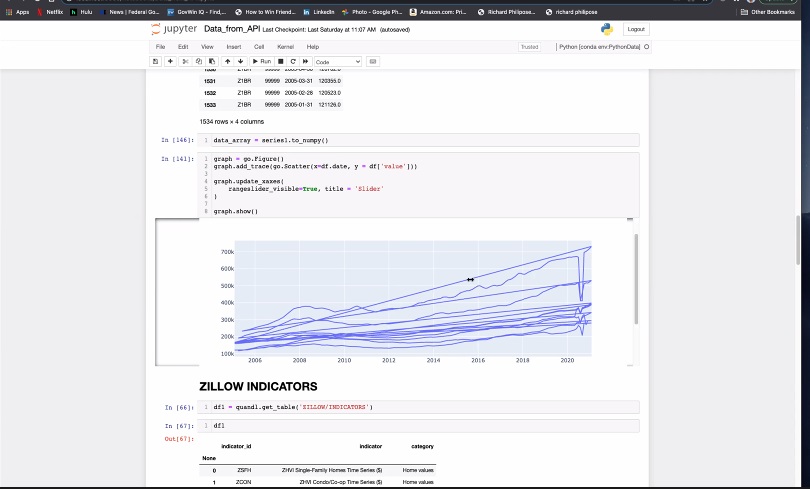 Apps Netflix Hulu News | Federal Go... GovWin IQ - Find,... How to Win Friend... LinkedIn Photo - Google Ph... Amazon.com: Pri... Richard Philipose... richard philipose Other Bookmarks
jupyter Data_from_API Last Checkpoint: Last Saturday at 11:07 AM (autosaved) Logout
File Edit View Insert Cell Kernel Help Trusted Python [conda env:PythonData]
Run Code
1531 Z1BR 99999 2005-03-31 120355.0
1532 Z1BR 99999 2005-02-28 120523.0
1533 Z1BR 99999 2005-01-31 121126.0
1534 rows × 4 columns
In [146]: 1 data_array = series1.to_numpy()
In [141]: 1 graph = go.Figure()
2 graph.add_trace(go.Scatter(x=df.date, y = df['value']))
3
4 graph.update_xaxes(
5 rangeslider_visible=True, title = 'Slider'
6 )
7
8 graph.show()
700k
600k
500k
400k
300k
200k
100k
2006 2008 2010 2012 2014 2016 2018 2020
ZILLOW INDICATORS
In [66]: 1 df1 = quandl.get_table('ZILLOW/INDICATORS')
In [67]: 1 df1
Out[67]:
indicator_id indicator category
None
0 ZSFH ZHVI Single-Family Homes Time Series ($) Home values
1 ZCON ZHVI Condo/Co-op Time Series ($) Home values